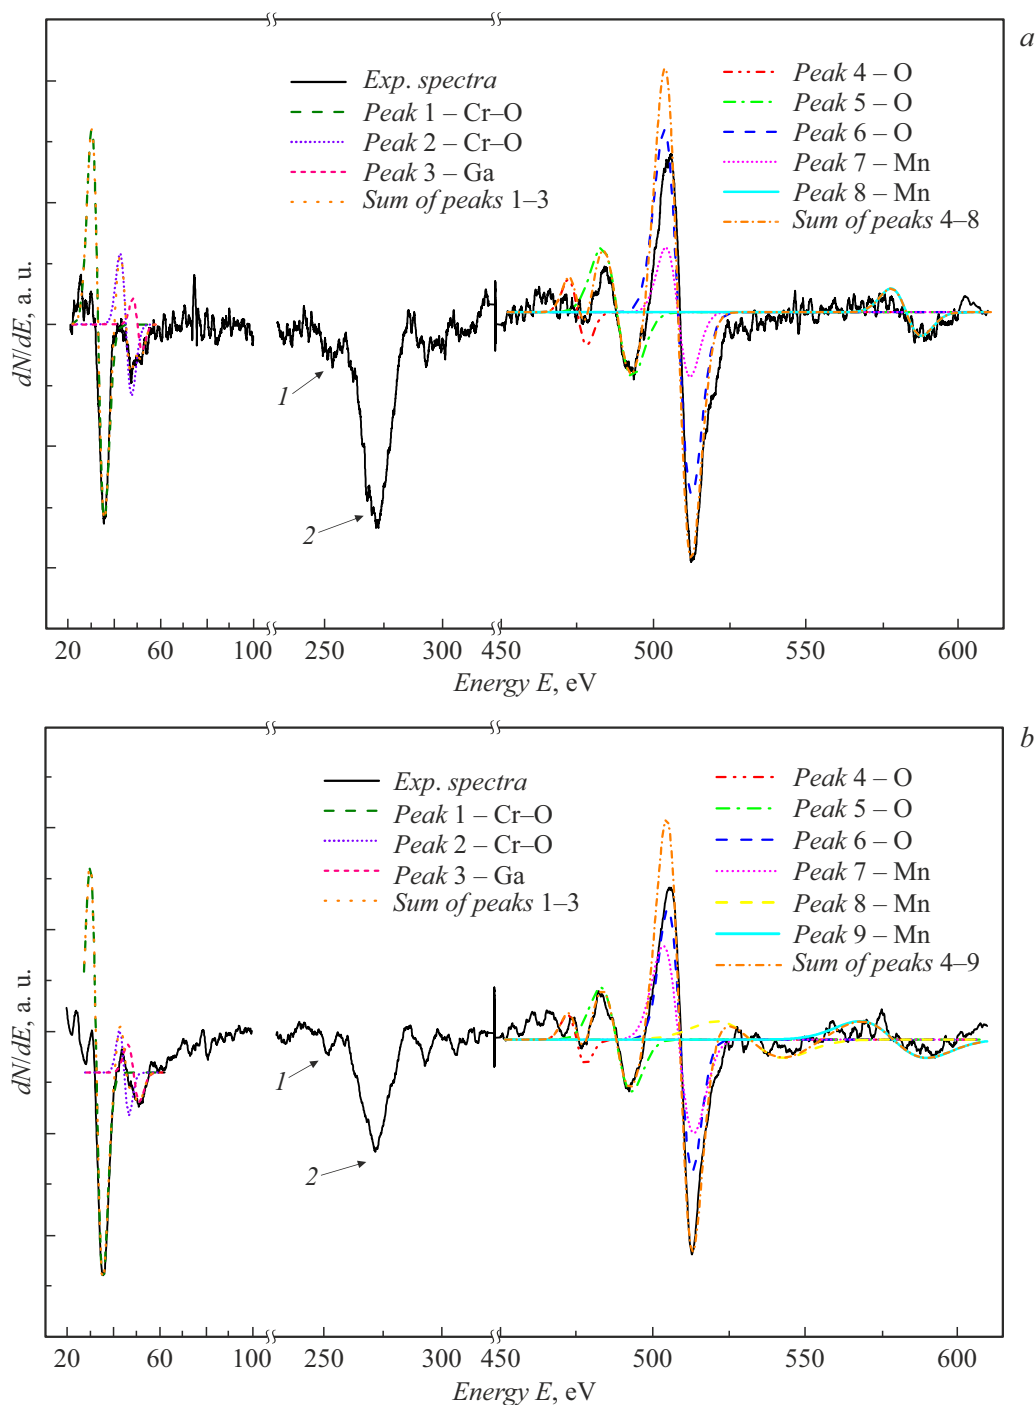 a
Exp. spectra
Peak 1 – Cr–O
Peak 2 – Cr–O
Peak 3 – Ga
Sum of peaks 1–3
Peak 4 – O
Peak 5 – O
Peak 6 – O
Peak 7 – Mn
Peak 8 – Mn
Sum of peaks 4–8
dN/dE, a. u.
1
2
20 60 100 250 300 450 500 550 600
Energy E, eV
b
Exp. spectra
Peak 1 – Cr–O
Peak 2 – Cr–O
Peak 3 – Ga
Sum of peaks 1–3
Peak 4 – O
Peak 5 – O
Peak 6 – O
Peak 7 – Mn
Peak 8 – Mn
Peak 9 – Mn
Sum of peaks 4–9
dN/dE, a. u.
1
2
20 60 100 250 300 450 500 550 600
Energy E, eV